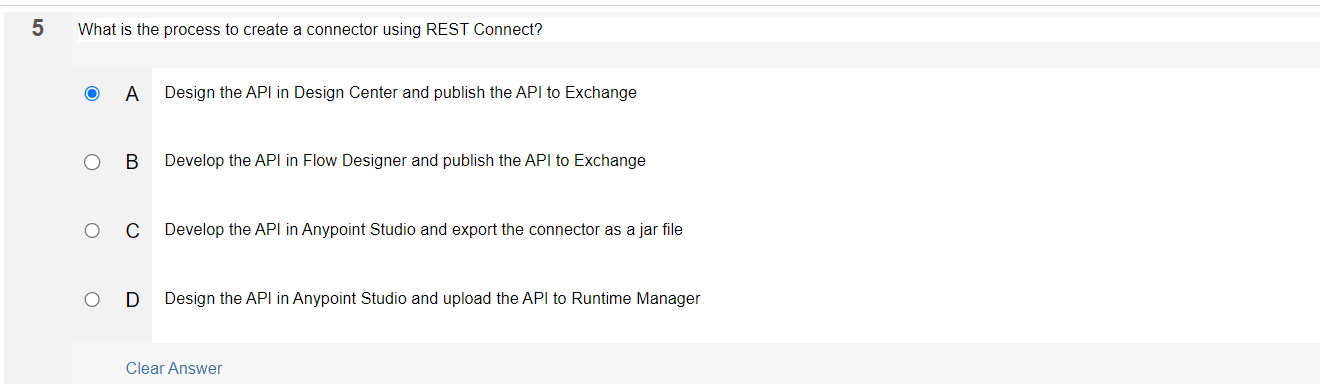 5 What is the process to create a connector using REST Connect?
A Design the API in Design Center and publish the API to Exchange
B Develop the API in Flow Designer and publish the API to Exchange
C Develop the API in Anypoint Studio and export the connector as a jar file
D Design the API in Anypoint Studio and upload the API to Runtime Manager
Clear Answer